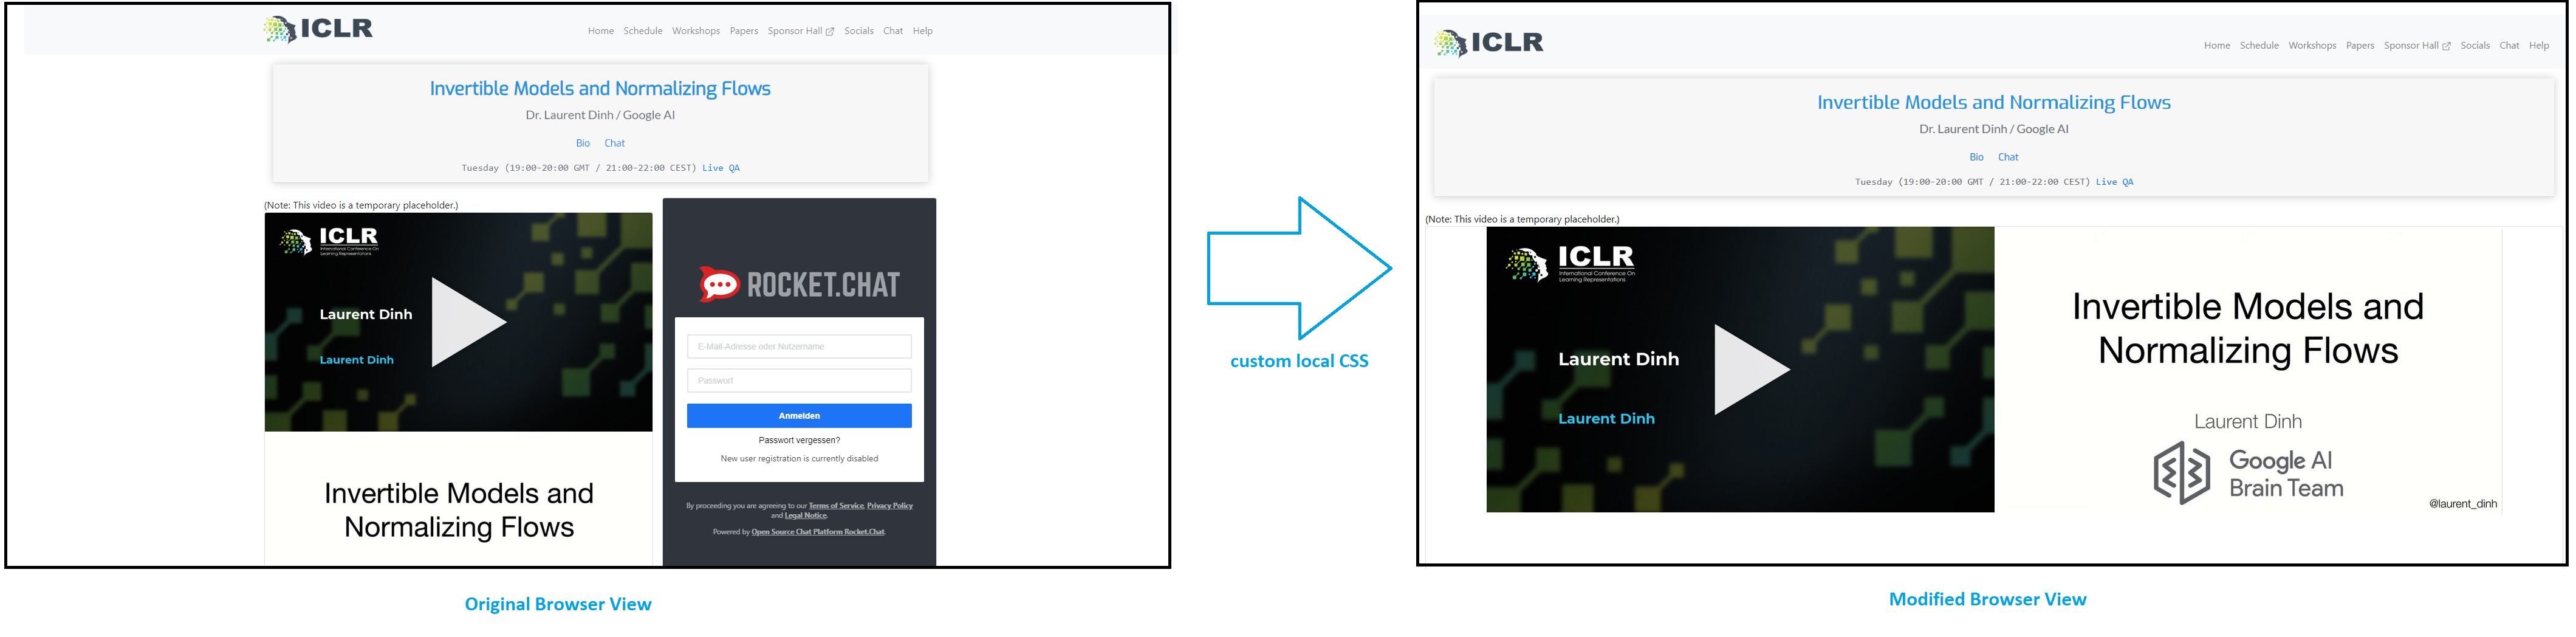 ICLR
Home Schedule Workshops Papers Sponsor Hall Socials Chat Help
Invertible Models and Normalizing Flows
Dr. Laurent Dinh / Google AI
Bio Chat
Tuesday (19:00-20:00 GMT / 21:00-22:00 CEST) Live QA
(Note: This video is a temporary placeholder.)
ICLR
International Conference On
Learning Representations
Laurent Dinh
Laurent Dinh
Invertible Models and
Normalizing Flows
ROCKET.CHAT
E-Mail-Adresse oder Nutzername
Passwort
Anmelden
Passwort vergessen?
New user registration is currently disabled
By proceeding you are agreeing to our Terms of Service, Privacy Policy
and Legal Notice.
Powered by Open Source Chat Platform Rocket.Chat.
Original Browser View
custom local CSS
ICLR
Home Schedule Workshops Papers Sponsor Hall Socials Chat Help
Invertible Models and Normalizing Flows
Dr. Laurent Dinh / Google AI
Bio Chat
Tuesday (19:00-20:00 GMT / 21:00-22:00 CEST) Live QA
(Note: This video is a temporary placeholder.)
ICLR
International Conference On
Learning Representations
Laurent Dinh
Laurent Dinh
Invertible Models and
Normalizing Flows
Laurent Dinh
Google AI
Brain Team
@laurent_dinh
Modified Browser View